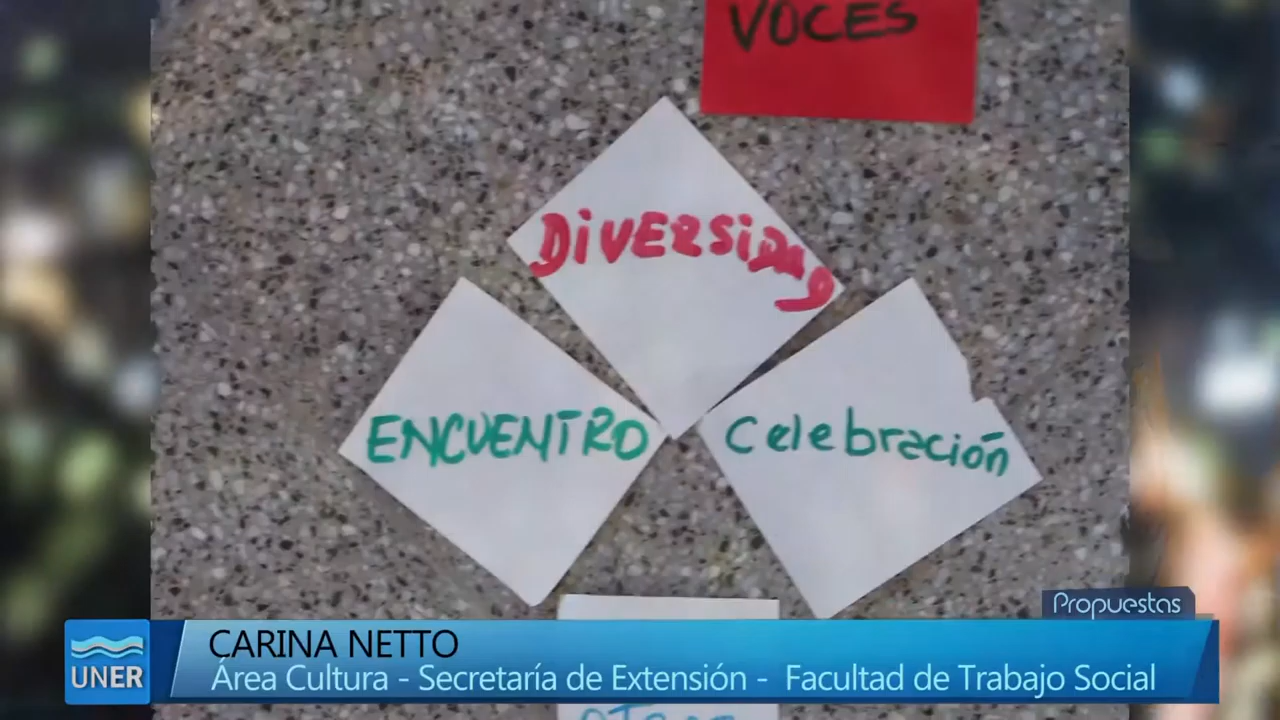 VOCES
DiVERSiDAD
ENCUENTRO
Celebración
Propuestas
CARINA NETTO
Área Cultura - Secretaría de Extensión - Facultad de Trabajo Social
UNER